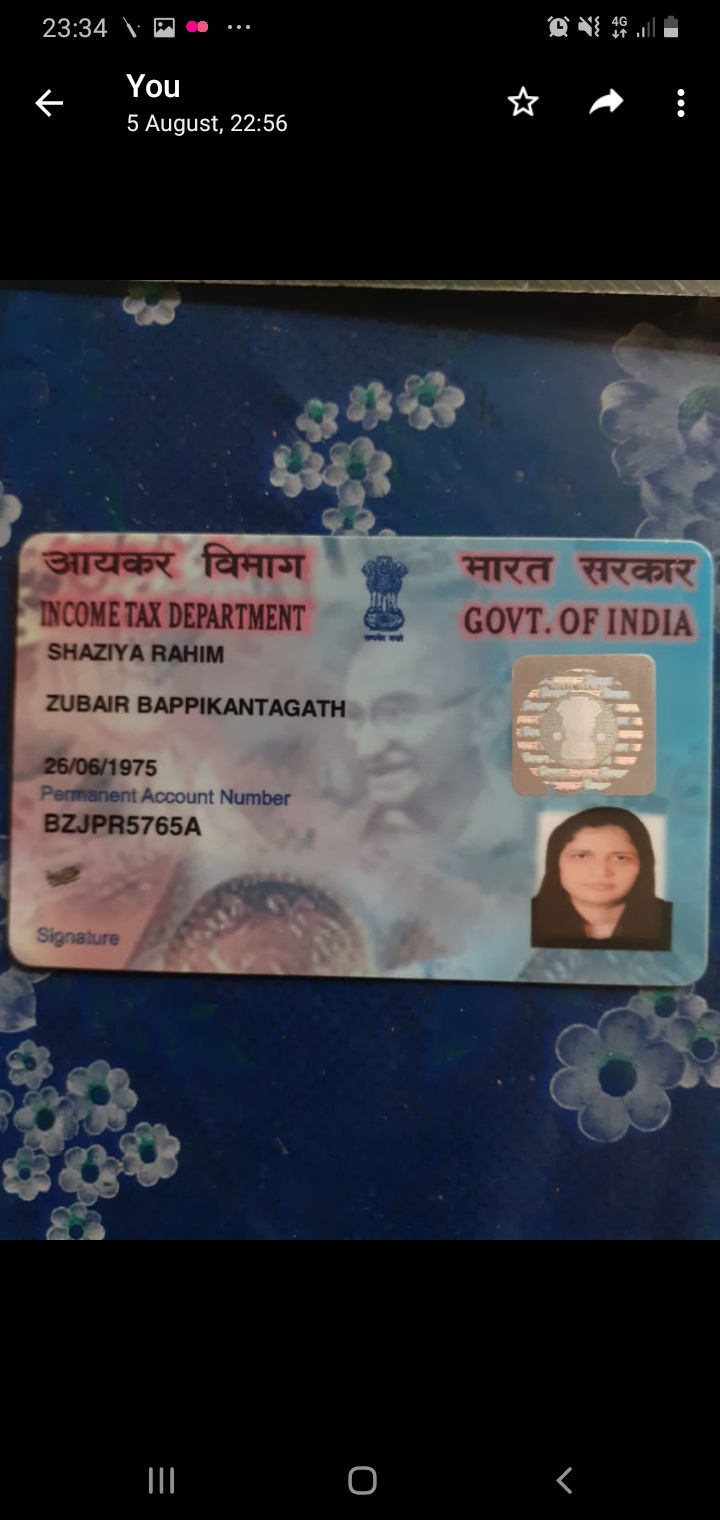 23:34
4G
You
5 August, 22:56
आयकर विभाग
भारत सरकार
INCOME TAX DEPARTMENT
GOVT. OF INDIA
SHAZIYA RAHIM
ZUBAIR BAPPIKANTAGATH
26/06/1975
Permanent Account Number
BZJPR5765A
Signature